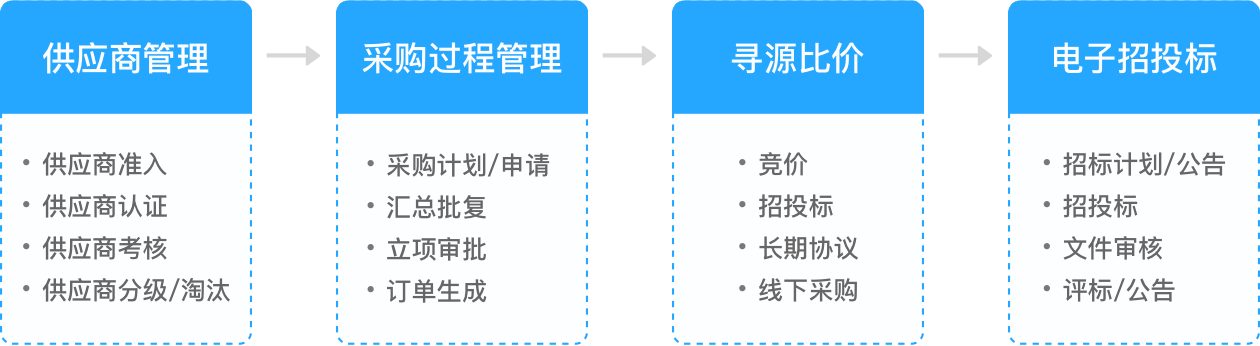 供应商管理
• 供应商准入
• 供应商认证
• 供应商考核
• 供应商分级/淘汰
采购过程管理
• 采购计划/申请
• 汇总批复
• 立项审批
• 订单生成
寻源比价
• 竞价
• 招投标
• 长期协议
• 线下采购
电子招投标
• 招标计划/公告
• 招投标
• 文件审核
• 评标/公告